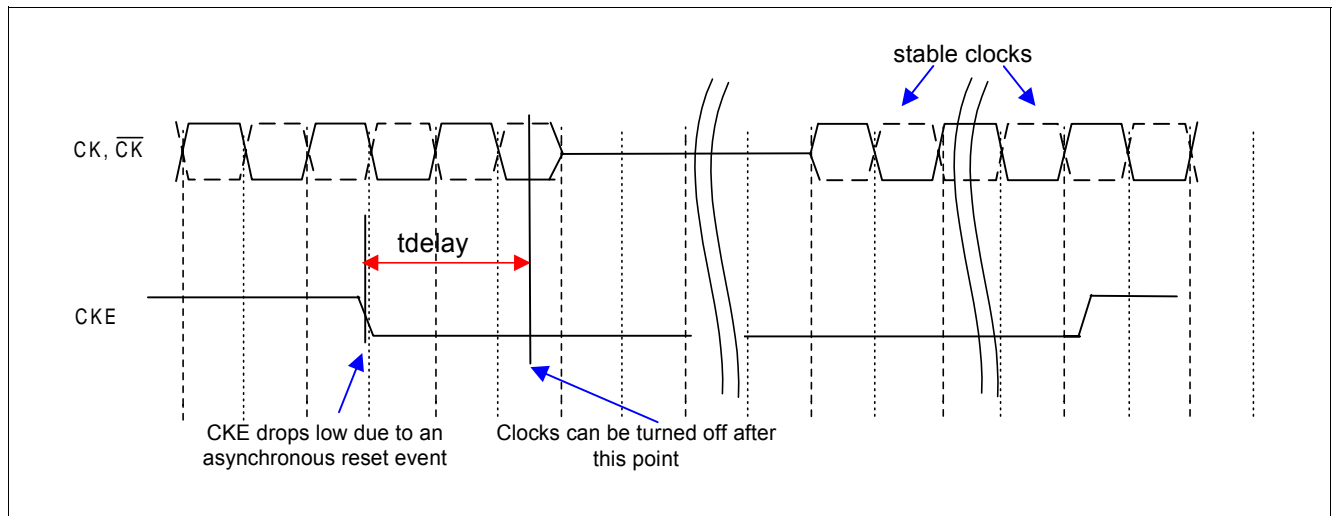 stable clocks
CK, C̅K̅
tdelay
CKE
CKE drops low due to an
asynchronous reset event
Clocks can be turned off after
this point